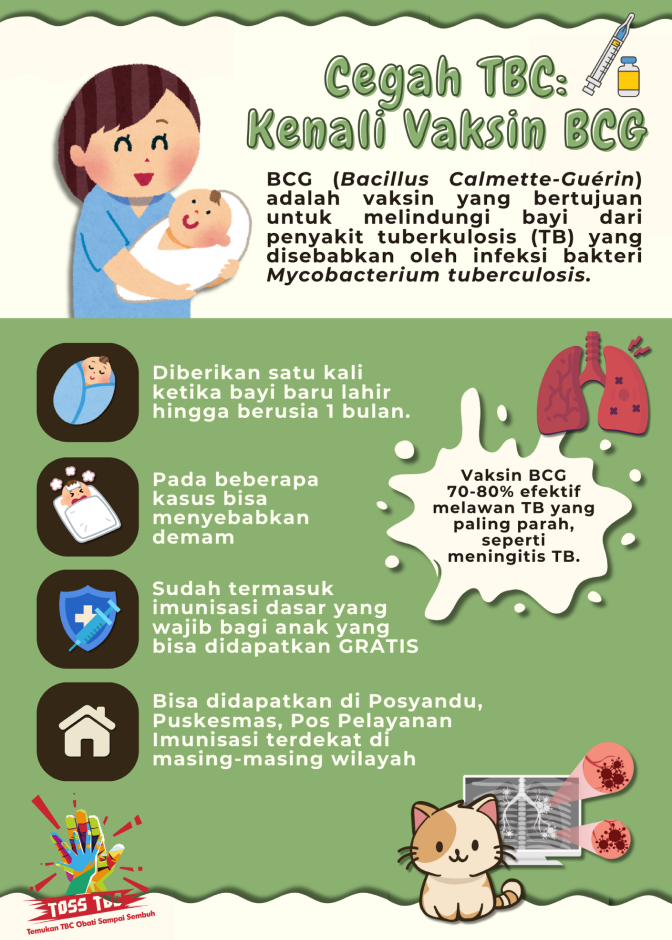 Cegah TBC:
Kenali Vaksin BCG
BCG (Bacillus Calmette-Guérin)
adalah vaksin yang bertujuan
untuk melindungi bayi dari
penyakit tuberkulosis (TB) yang
disebabkan oleh infeksi bakteri
Mycobacterium tuberculosis.
Diberikan satu kali
ketika bayi baru lahir
hingga berusia 1 bulan.
Pada beberapa
kasus bisa
menyebabkan
demam
Vaksin BCG
70-80% efektif
melawan TB yang
paling parah,
seperti
meningitis TB.
Sudah termasuk
imunisasi dasar yang
wajib bagi anak yang
bisa didapatkan GRATIS
Bisa didapatkan di Posyandu,
Puskesmas, Pos Pelayanan
Imunisasi terdekat di
masing-masing wilayah
TOSS TBC
Temukan TBC Obati Sampai Sembuh